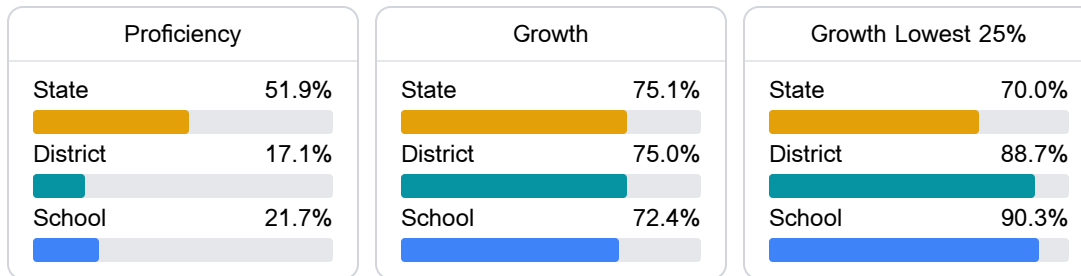 Proficiency
State 51.9%
District 17.1%
School 21.7%
Growth
State 75.1%
District 75.0%
School 72.4%
Growth Lowest 25%
State 70.0%
District 88.7%
School 90.3%